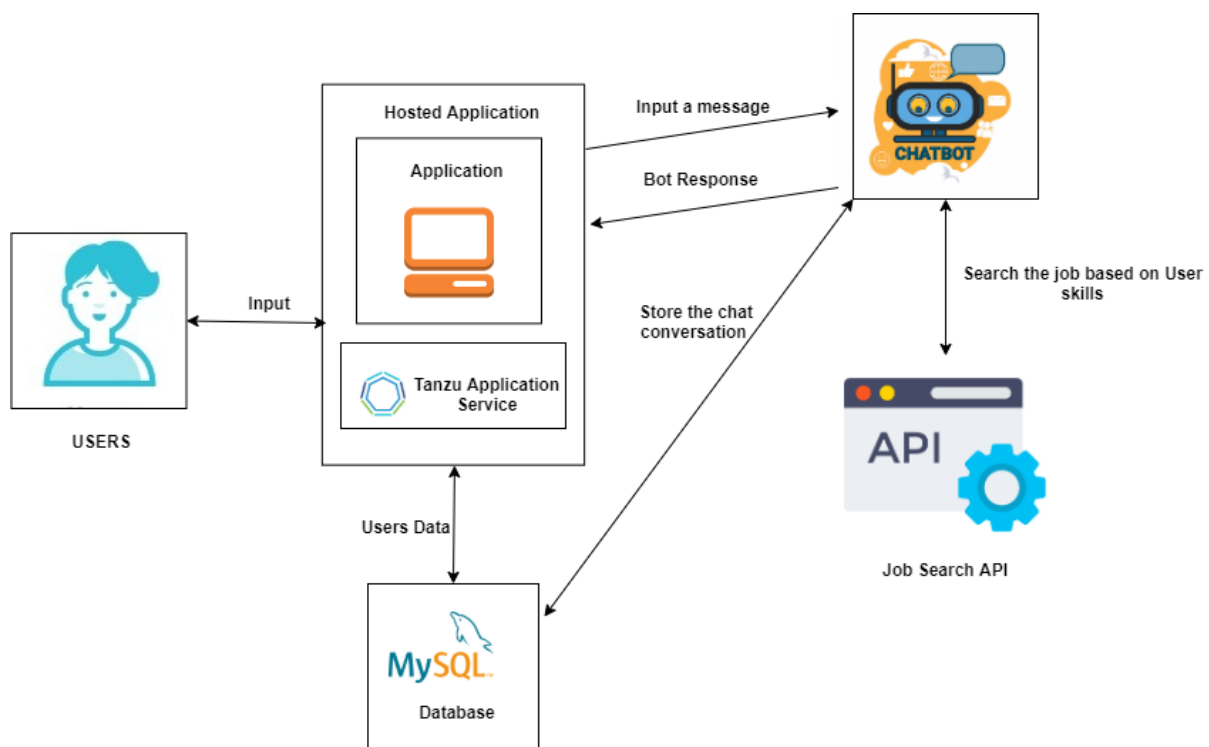 Hosted Application
Application
Tanzu Application
Service
Input a message
Bot Response
CHATBOT
Input
USERS
Store the chat
conversation
Search the job based on User
skills
Users Data
API
Job Search API
MySQL
Database